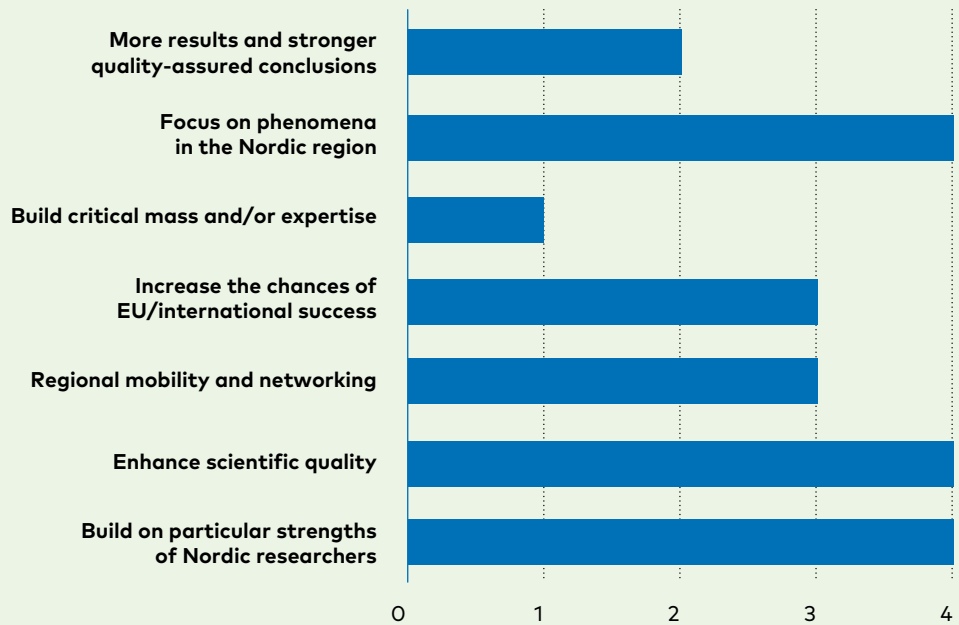 More results and stronger
quality-assured conclusions
Focus on phenomena
in the Nordic region
Build critical mass and/or expertise
Increase the chances of
EU/international success
Regional mobility and networking
Enhance scientific quality
Build on particular strengths
of Nordic researchers
0 1 2 3 4